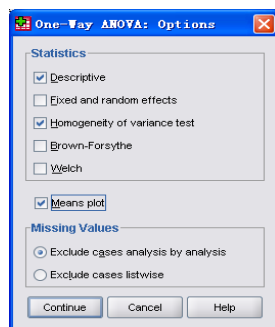 One-Way ANOVA: Options
Statistics
Descriptive
Fixed and random effects
Homogeneity of variance test
Brown-Forsythe
Welch
Means plot
Missing Values
Exclude cases analysis by analysis
Exclude cases listwise
Continue Cancel Help